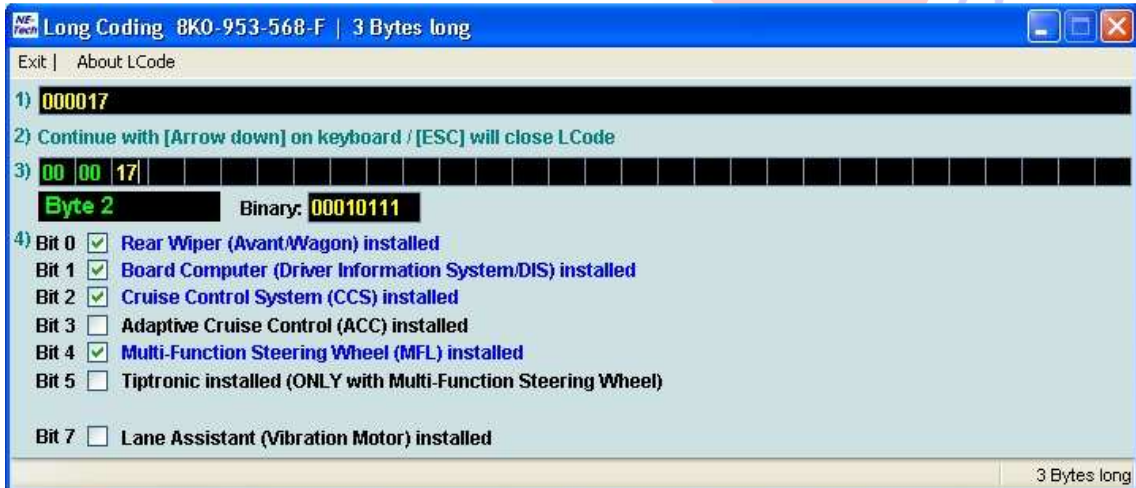 NE-Tech Long Coding 8K0-953-568-F | 3 Bytes long
Exit | About LCode
1) 000017
2) Continue with [Arrow down] on keyboard / [ESC] will close LCode
3) 00 00 17
Byte 2 Binary: 00010111
4) Bit 0 Rear Wiper (Avant/Wagon) installed
Bit 1 Board Computer (Driver Information System/DIS) installed
Bit 2 Cruise Control System (CCS) installed
Bit 3 Adaptive Cruise Control (ACC) installed
Bit 4 Multi-Function Steering Wheel (MFL) installed
Bit 5 Tiptronic installed (ONLY with Multi-Function Steering Wheel)
Bit 7 Lane Assistant (Vibration Motor) installed
3 Bytes long